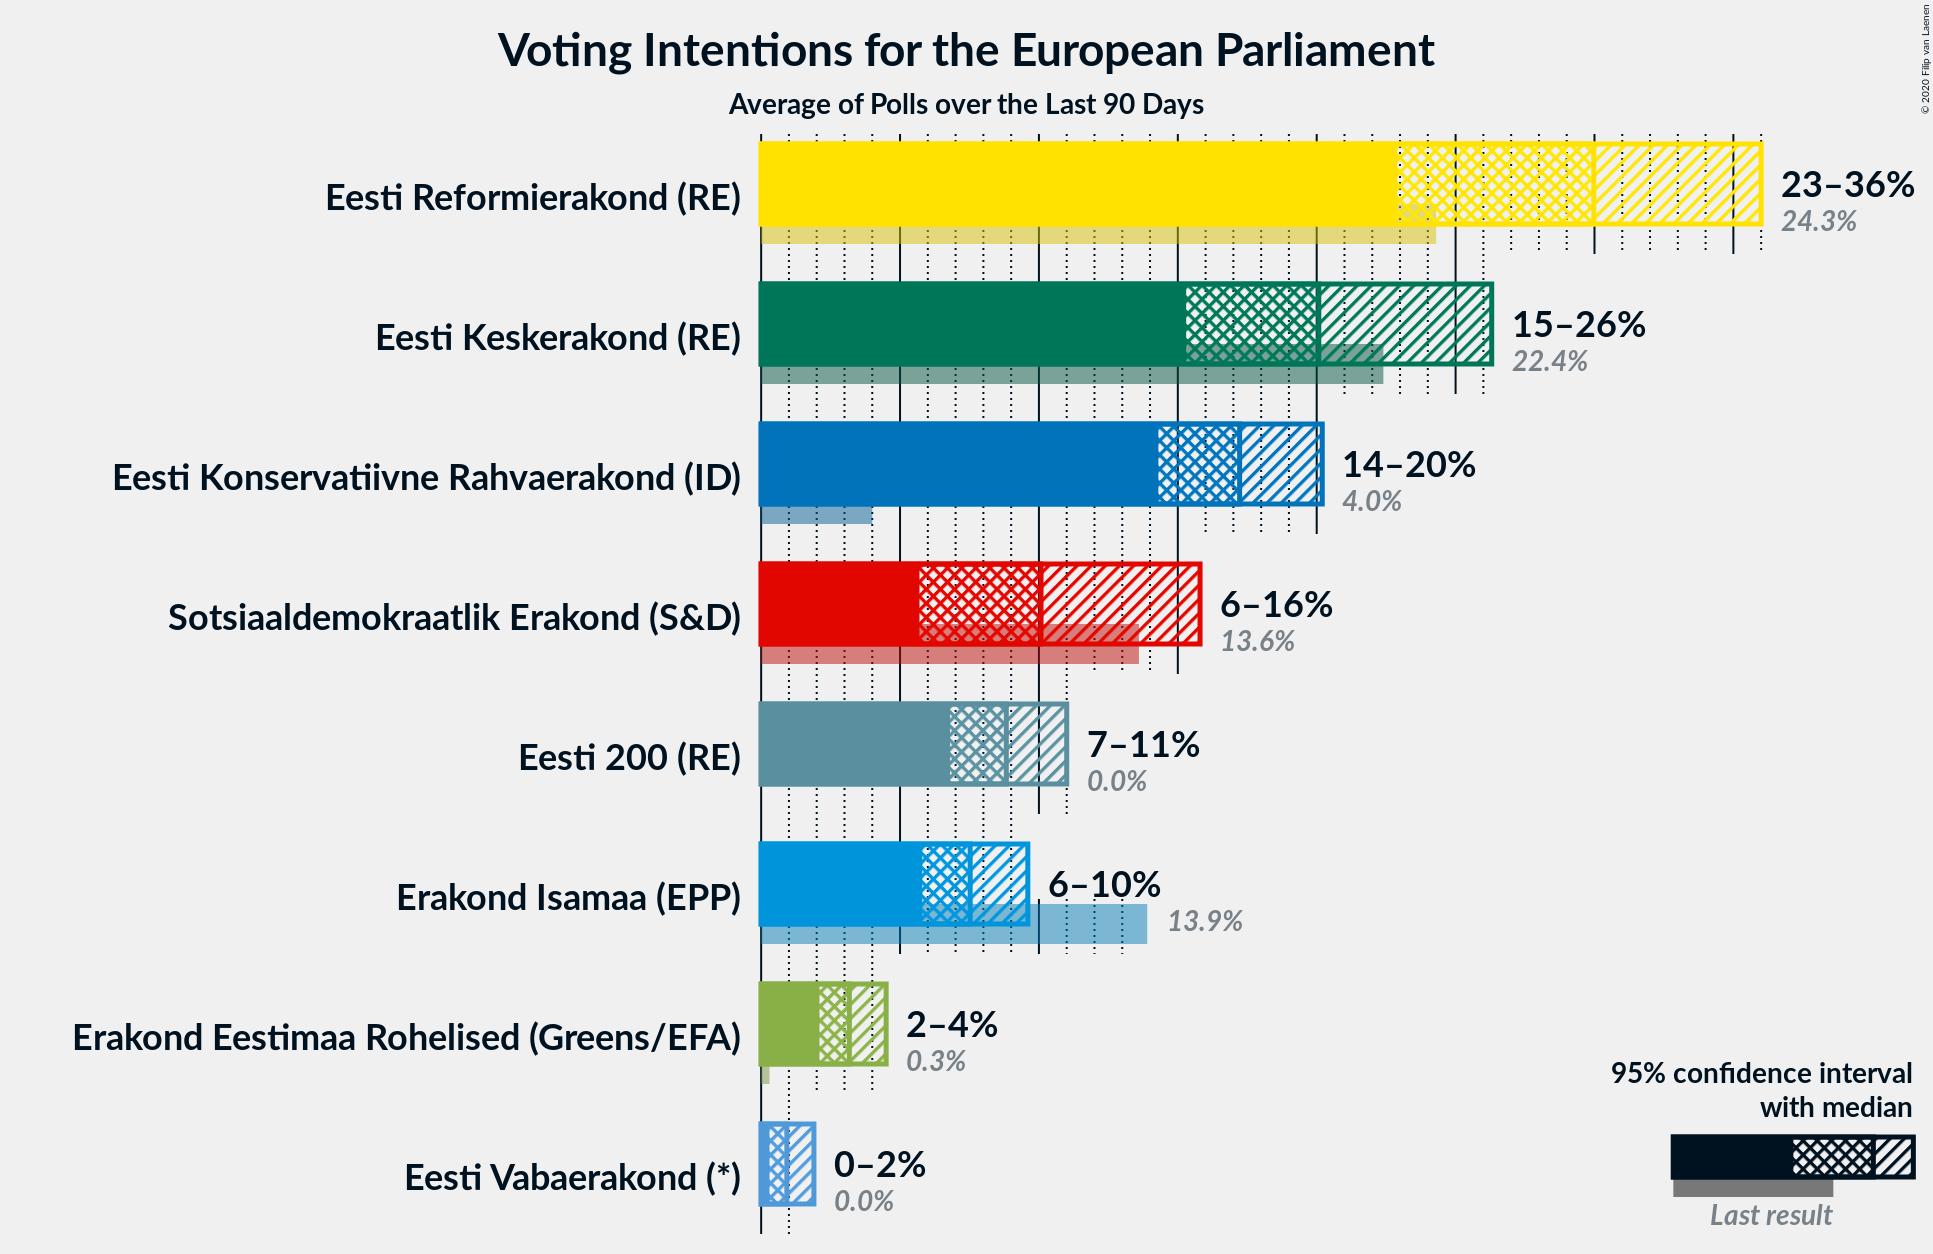 Voting Intentions for the European Parliament
Average of Polls over the Last 90 Days
© 2020 Filip van Laenen
Eesti Reformierakond (RE)
23–36%
24.3%
Eesti Keskerakond (RE)
15–26%
22.4%
Eesti Konservatiivne Rahvaerakond (ID)
14–20%
4.0%
Sotsiaaldemokraatlik Erakond (S&D)
6–16%
13.6%
Eesti 200 (RE)
7–11%
0.0%
Erakond Isamaa (EPP)
6–10%
13.9%
Erakond Eestimaa Rohelised (Greens/EFA)
2–4%
0.3%
Eesti Vabaerakond (*)
0–2%
0.0%
95% confidence interval
with median
Last result